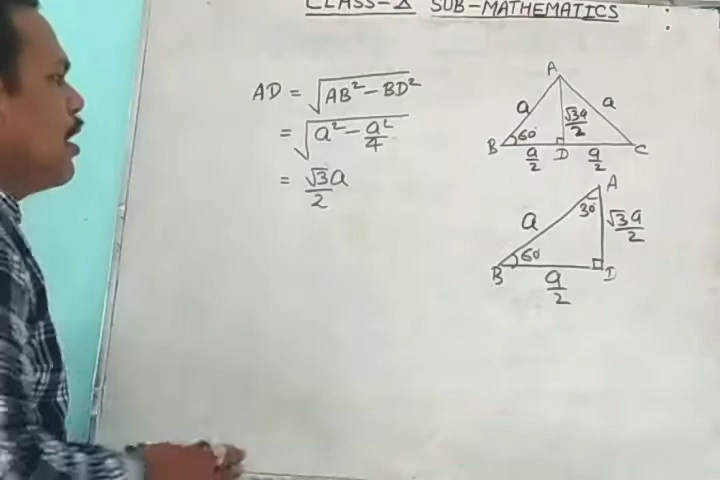 CLASS-X SUB-MATHEMATICS
AD = √AB² - BD²
= √a² - a²/4
= √3a/2
A
a
a
√3a/2
B
60°
D
C
a/2
a/2
A
30°
a
√3a/2
60°
B
D
a/2